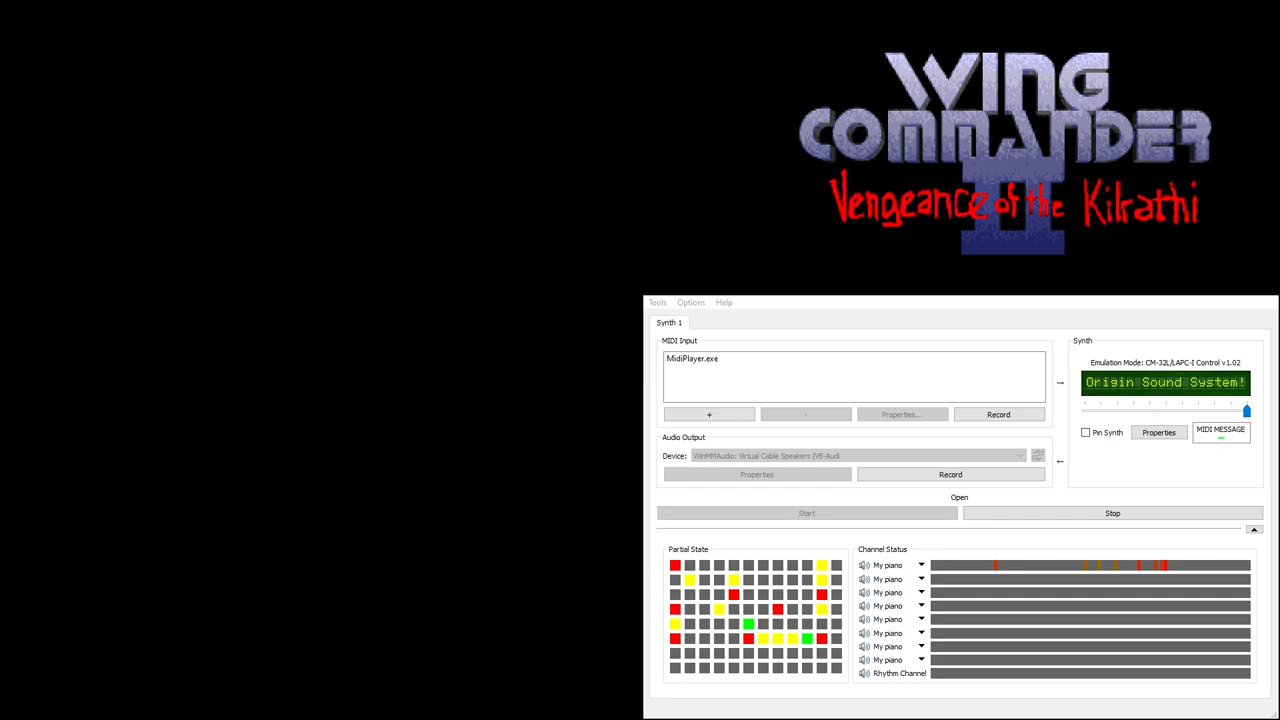 WING
COMMANDER
II
Vengeance of the Kilrathi
Tools Options Help
Synth 1
MIDI Input
MidiPlayer.exe
+ - Properties... Record
Synth
Emulation Mode: CM-32L/LAPC-I Control v1.02
Origin Sound System!
Pin Synth Properties MIDI MESSAGE
Audio Output
Device: WinMMAudio: Virtual Cable Speakers (VB-Audi
Properties Record
Open
Start Stop
Partial State
Channel Status
My piano
My piano
My piano
My piano
My piano
My piano
My piano
My piano
Rhythm Channel